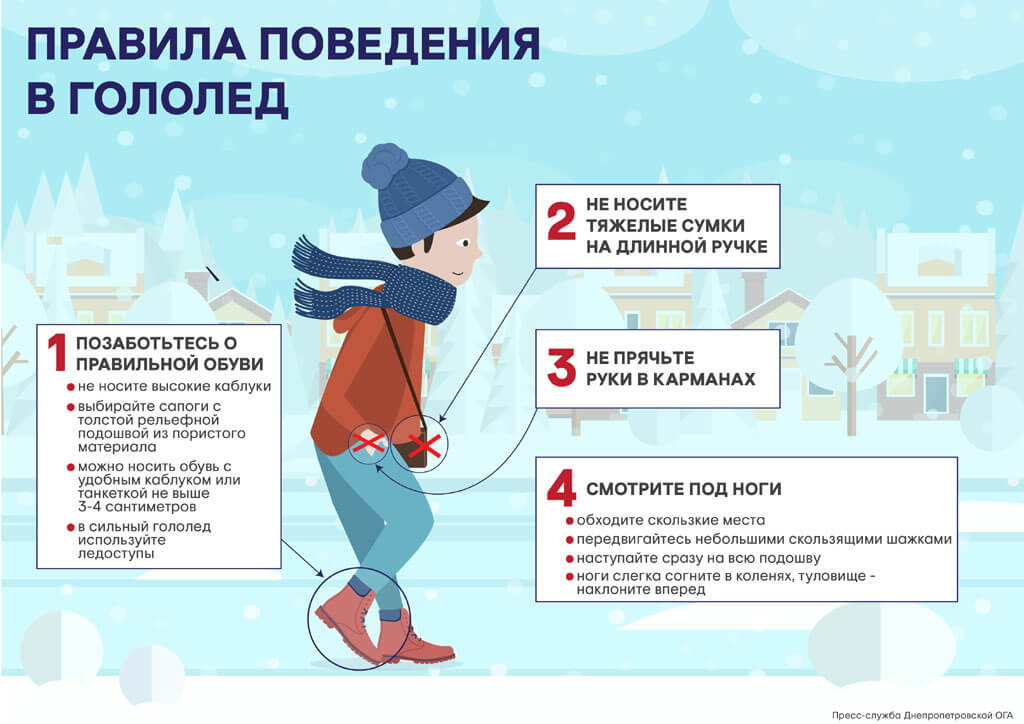 ПРАВИЛА ПОВЕДЕНИЯ
В ГОЛОЛЕД
1 ПОЗАБОТЬТЕСЬ О
ПРАВИЛЬНОЙ ОБУВИ
• не носите высокие каблуки
• выбирайте сапоги с
толстой рельефной
подошвой из пористого
материала
• можно носить обувь с
удобным каблуком или
танкеткой не выше
3-4 сантиметров
• в сильный гололед
используйте
ледоступы
2 НЕ НОСИТЕ
ТЯЖЕЛЫЕ СУМКИ
НА ДЛИННОЙ РУЧКЕ
3 НЕ ПРЯЧЬТЕ
РУКИ В КАРМАНАХ
4 СМОТРИТЕ ПОД НОГИ
• обходите скользкие места
• передвигайтесь небольшими скользящими шажками
• наступайте сразу на всю подошву
• ноги слегка согните в коленях, туловище -
наклоните вперед
Пресс-служба Днепропетровской ОГА